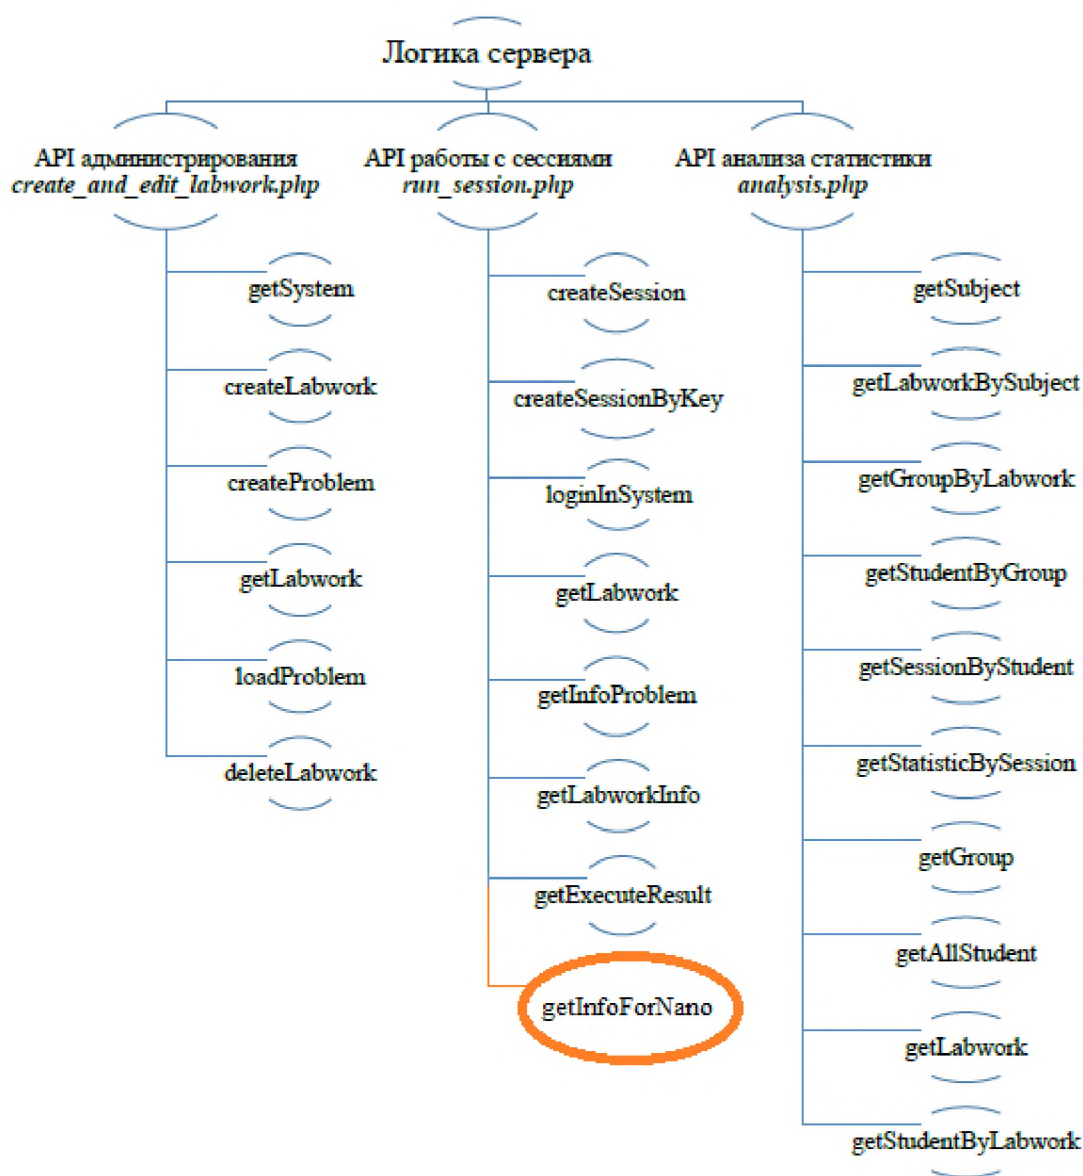 Логика сервера
API администрирования
create_and_edit_labwork.php
getSystem
createLabwork
createProblem
getLabwork
loadProblem
deleteLabwork
API работы с сессиями
run_session.php
createSession
createSessionByKey
loginInSystem
getLabwork
getInfoProblem
getLabworkInfo
getExecuteResult
getInfoForNano
API анализа статистики
analysis.php
getSubject
getLabworkBySubject
getGroupByLabwork
getStudentByGroup
getSessionByStudent
getStatisticBySession
getGroup
getAllStudent
getLabwork
getStudentByLabwork